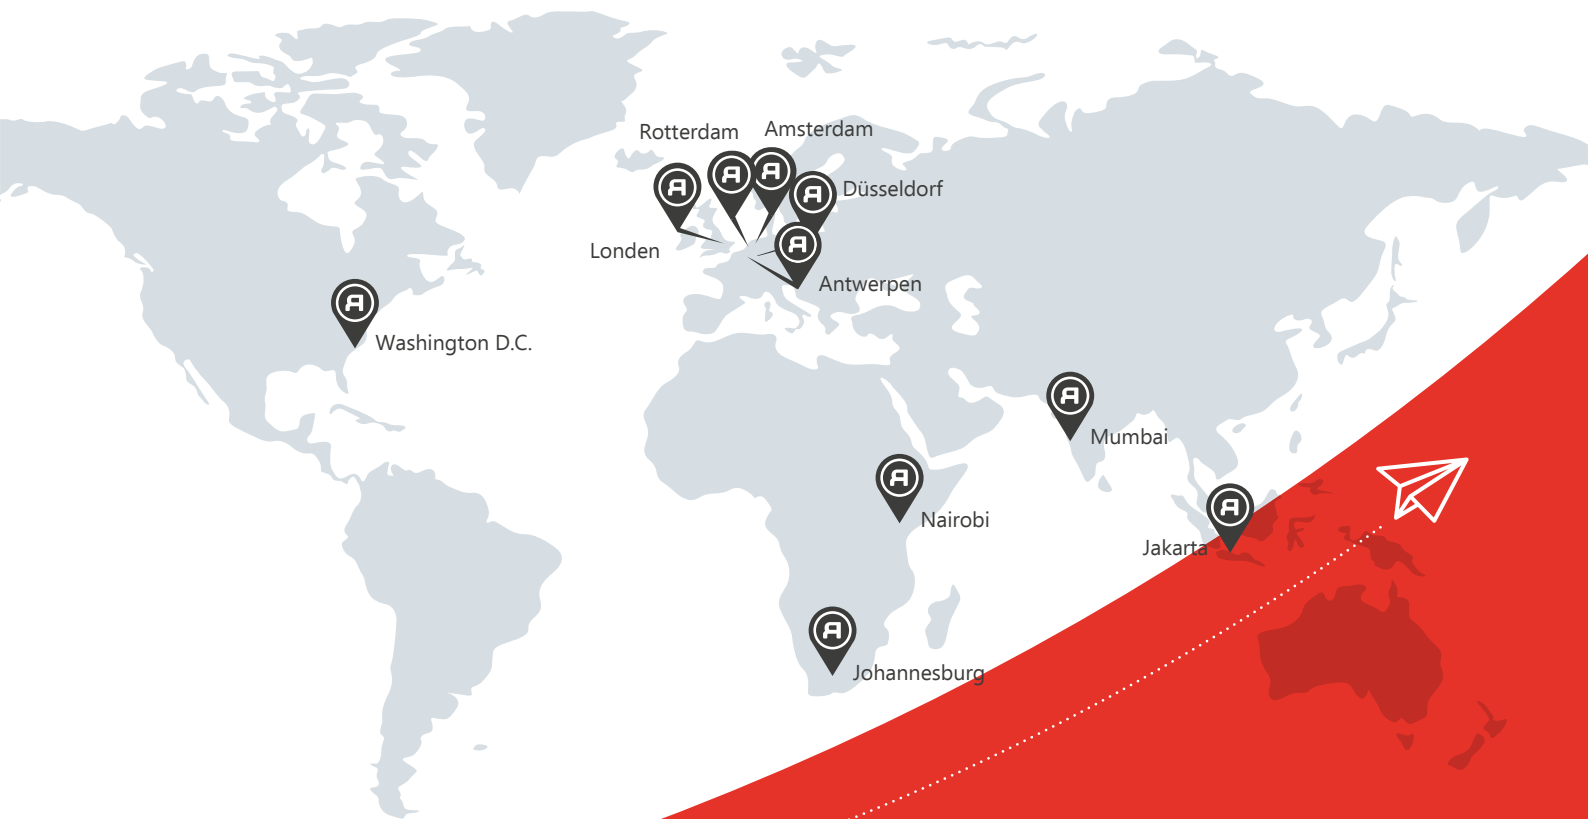 Rotterdam
Amsterdam
Düsseldorf
Londen
Antwerpen
Washington D.C.
Mumbai
Nairobi
Jakarta
Johannesburg